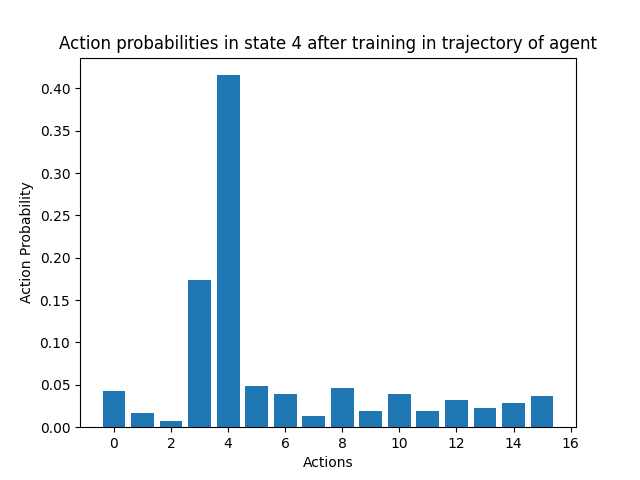 Action probabilities in state 4 after training in trajectory of agent
0.40
0.35
0.30
0.25
0.20
0.15
0.10
0.05
0.00
Action Probability
0 2 4 6 8 10 12 14 16
Actions